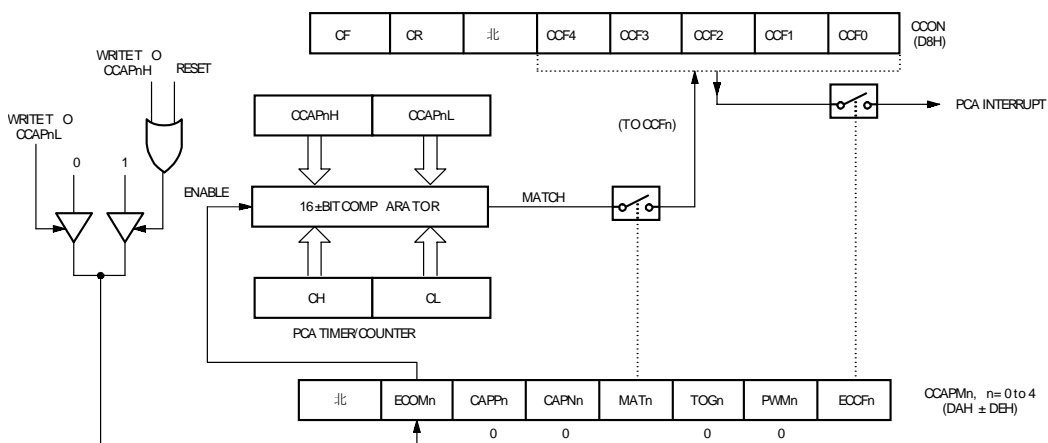 CF CR 北 CCF4 CCF3 CCF2 CCF1 CCF0
CCON
(D8H)
WRITE T O
CCAPnH
RESET
PCA INTERRUPT
CCAPnH CCAPnL
(TO CCFn)
WRITE T O
CCAPnL
0 1
ENABLE
16±BIT COMP ARATOR
MATCH
CH CL
PCA TIMER/COUNTER
北 ECOMn CAPPn CAPNn MATn TOGn PWMn ECCFn
CCAPMn, n= 0 to 4
(DAH ± DEH)
0 0 0 0